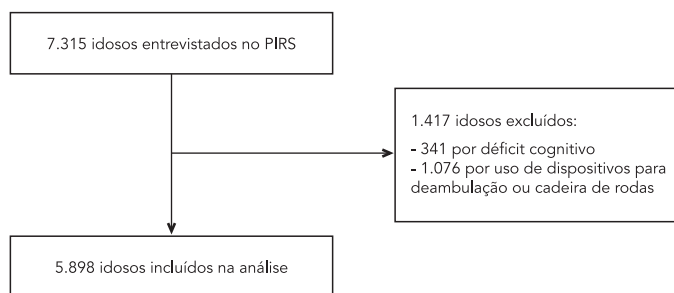 7.315 idosos entrevistados no PIRS
1.417 idosos excluídos:
- 341 por déficit cognitivo
- 1.076 por uso de dispositivos para
deambulação ou cadeira de rodas
5.898 idosos incluídos na análise